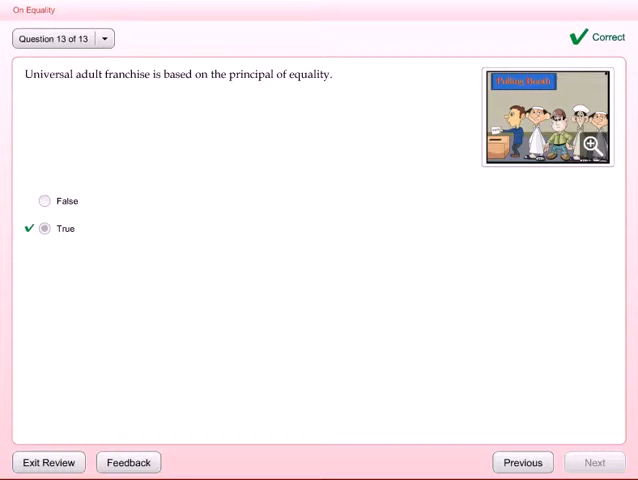 On Equality
Question 13 of 13
Correct
Universal adult franchise is based on the principal of equality.
Polling Booth
False
True
Exit Review
Feedback
Previous
Next